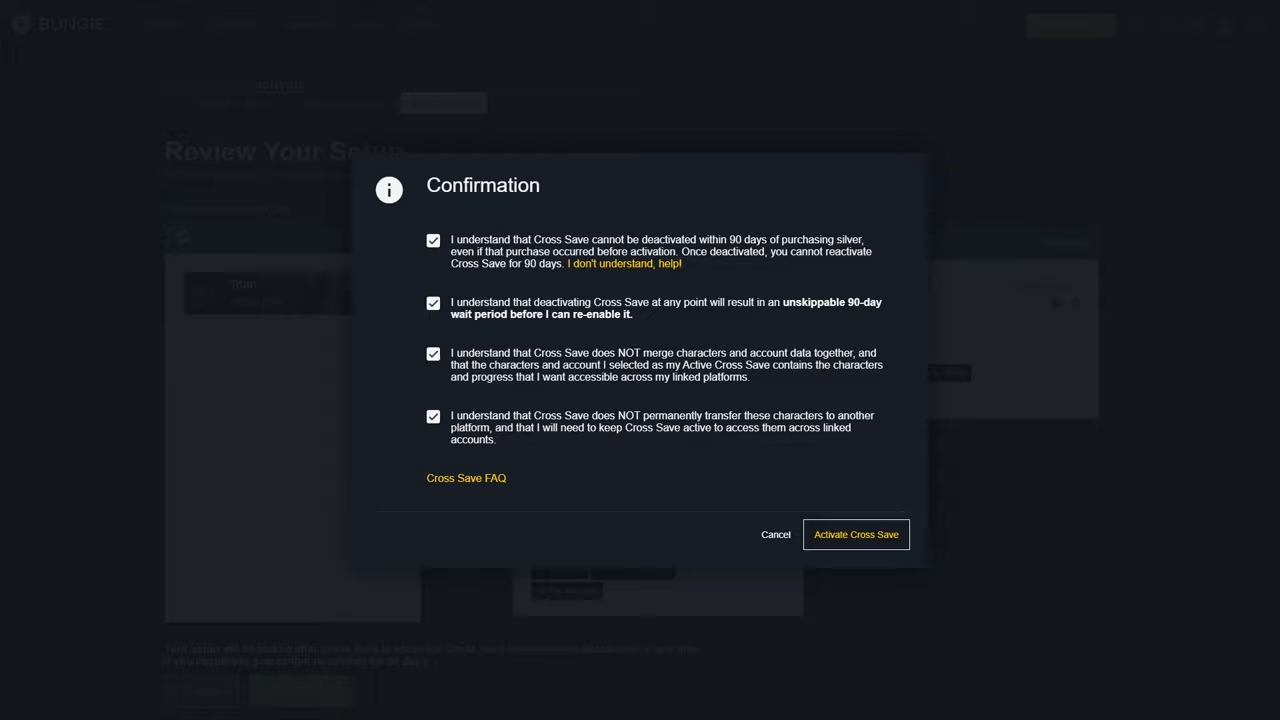 BUNGIE
Review Your Setup
Confirmation
I understand that Cross Save cannot be deactivated within 90 days of purchasing silver,
even if that purchase occurred before activation. Once deactivated, you cannot reactivate
Cross Save for 90 days. I don't understand, help!
I understand that deactivating Cross Save at any point will result in an unskippable 90-day
wait period before I can re-enable it.
I understand that Cross Save does NOT merge characters and account data together, and
that the characters and account I selected as my Active Cross Save contains the characters
and progress that I want accessible across my linked platforms.
I understand that Cross Save does NOT permanently transfer these characters to another
platform, and that I will need to keep Cross Save active to access them across linked
accounts.
Cross Save FAQ
Cancel
Activate Cross Save
Titan